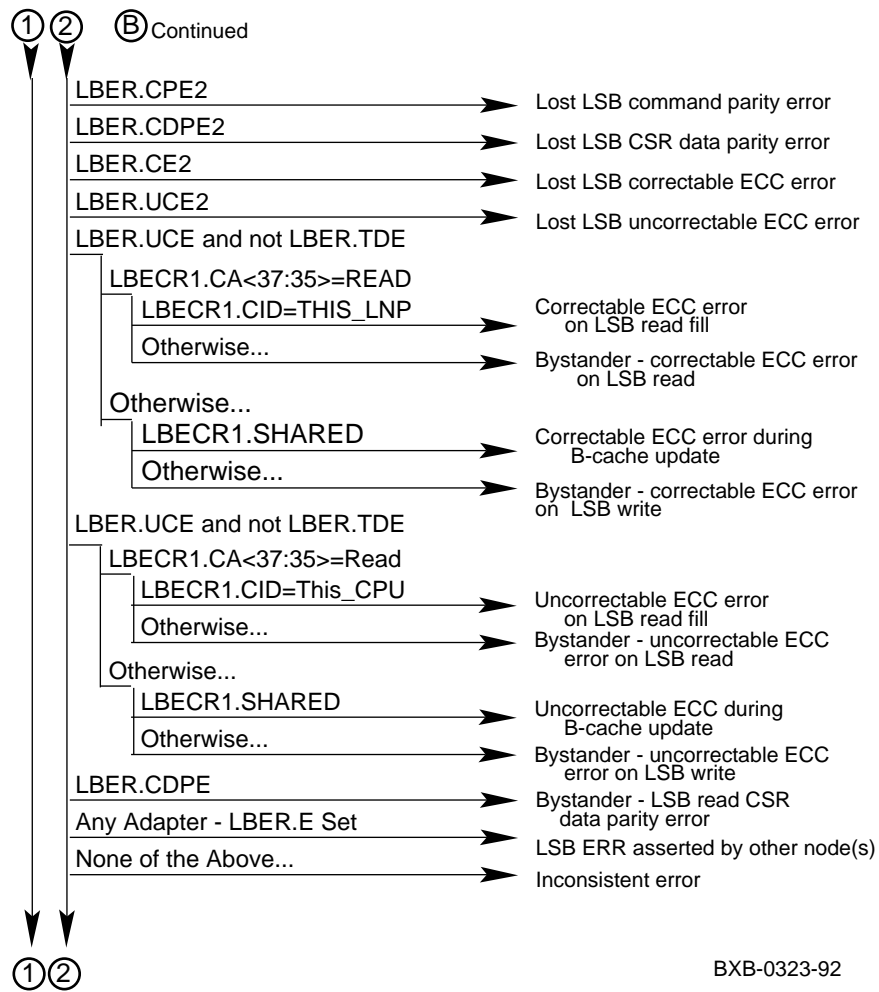 1 2 B Continued
LBER.CPE2
Lost LSB command parity error
LBER.CDPE2
Lost LSB CSR data parity error
LBER.CE2
Lost LSB correctable ECC error
LBER.UCE2
Lost LSB uncorrectable ECC error
LBER.UCE and not LBER.TDE
LBECR1.CA<37:35>=READ
LBECR1.CID=THIS_LNP
Correctable ECC error
on LSB read fill
Otherwise...
Bystander - correctable ECC error
on LSB read
Otherwise...
LBECR1.SHARED
Correctable ECC error during
B-cache update
Otherwise...
Bystander - correctable ECC error
on LSB write
LBER.UCE and not LBER.TDE
LBECR1.CA<37:35>=Read
LBECR1.CID=This_CPU
Uncorrectable ECC error
on LSB read fill
Otherwise...
Bystander - uncorrectable ECC
error on LSB read
Otherwise...
LBECR1.SHARED
Uncorrectable ECC during
B-cache update
Otherwise...
Bystander - uncorrectable ECC
error on LSB write
LBER.CDPE
Bystander - LSB read CSR
data parity error
Any Adapter - LBER.E Set
LSB ERR asserted by other node(s)
None of the Above...
Inconsistent error
1 2
BXB-0323-92